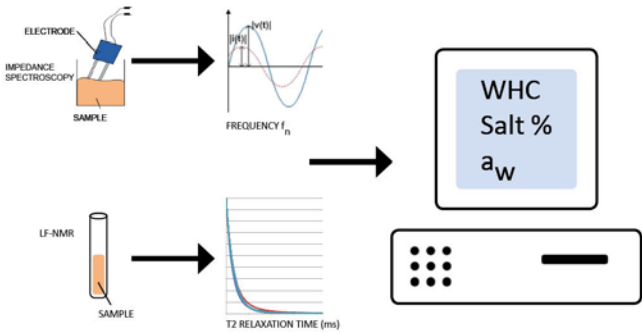 ELECTRODE
IMPEDANCE
SPECTROSCOPY
SAMPLE
|v(t)|
|i(t)|
FREQUENCY fn
WHC
Salt %
aw
LF-NMR
SAMPLE
T2 RELAXATION TIME (ms)